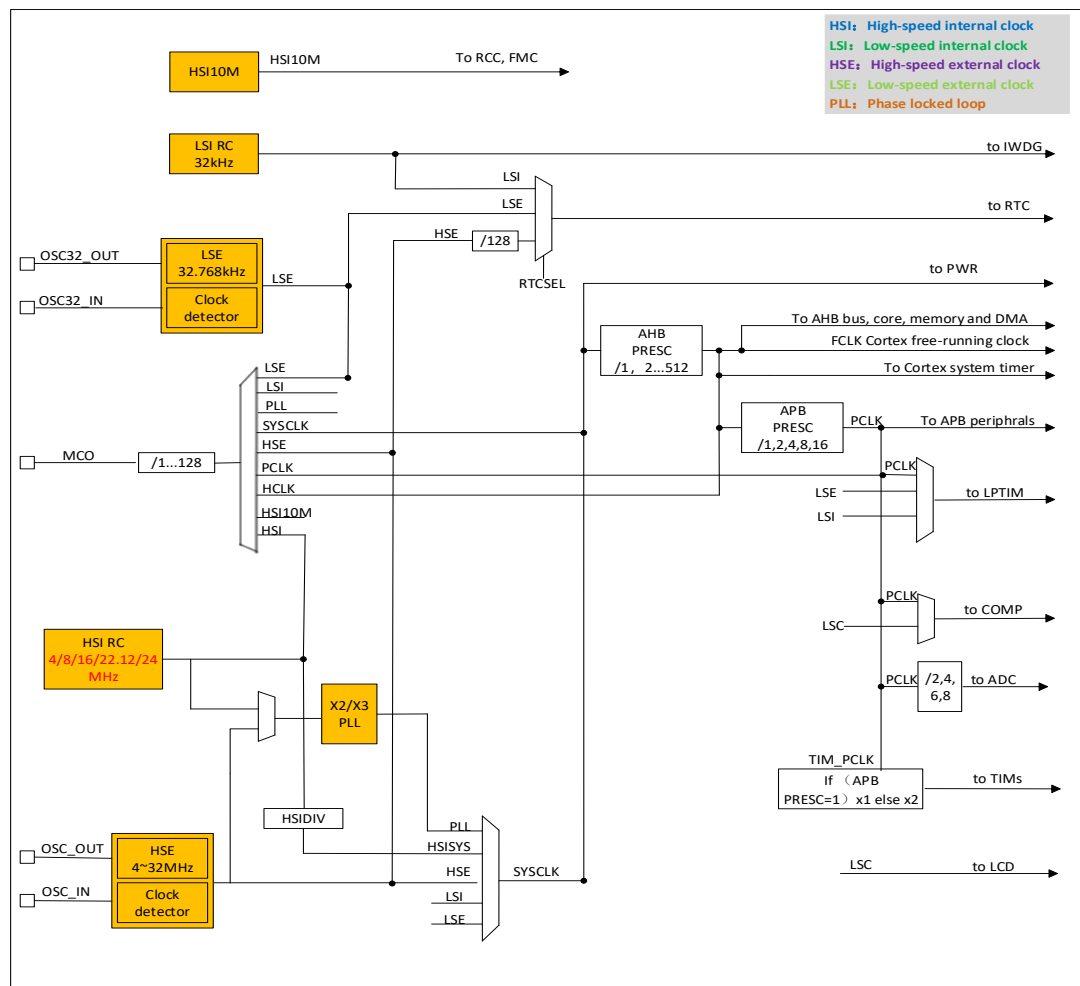 HSI：High-speed internal clock
LSI：Low-speed internal clock
HSE：High-speed external clock
LSE：Low-speed external clock
PLL：Phase locked loop
HSI10M
HSI10M
To RCC, FMC
LSI RC
32kHz
to IWDG
LSI
LSE
HSE
/128
to RTC
RTCSEL
OSC32_OUT
OSC32_IN
LSE
32.768kHz
Clock
detector
LSE
to PWR
AHB
PRESC
/1, 2...512
To AHB bus, core, memory and DMA
FCLK Cortex free-running clock
To Cortex system timer
APB
PRESC
/1,2,4,8,16
PCLK
To APB periphrals
MCO
/1...128
LSE
LSI
PLL
SYSCLK
HSE
PCLK
HCLK
HSI10M
HSI
PCLK
LSE
LSI
to LPTIM
PCLK
LSC
to COMP
PCLK
/2,4,
6,8
to ADC
TIM_PCLK
If （APB
PRESC=1）x1 else x2
to TIMs
LSC
to LCD
HSI RC
4/8/16/22.12/24
MHz
X2/X3
PLL
HSIDIV
OSC_OUT
OSC_IN
HSE
4~32MHz
Clock
detector
PLL
HSISYS
HSE
LSI
LSE
SYSCLK